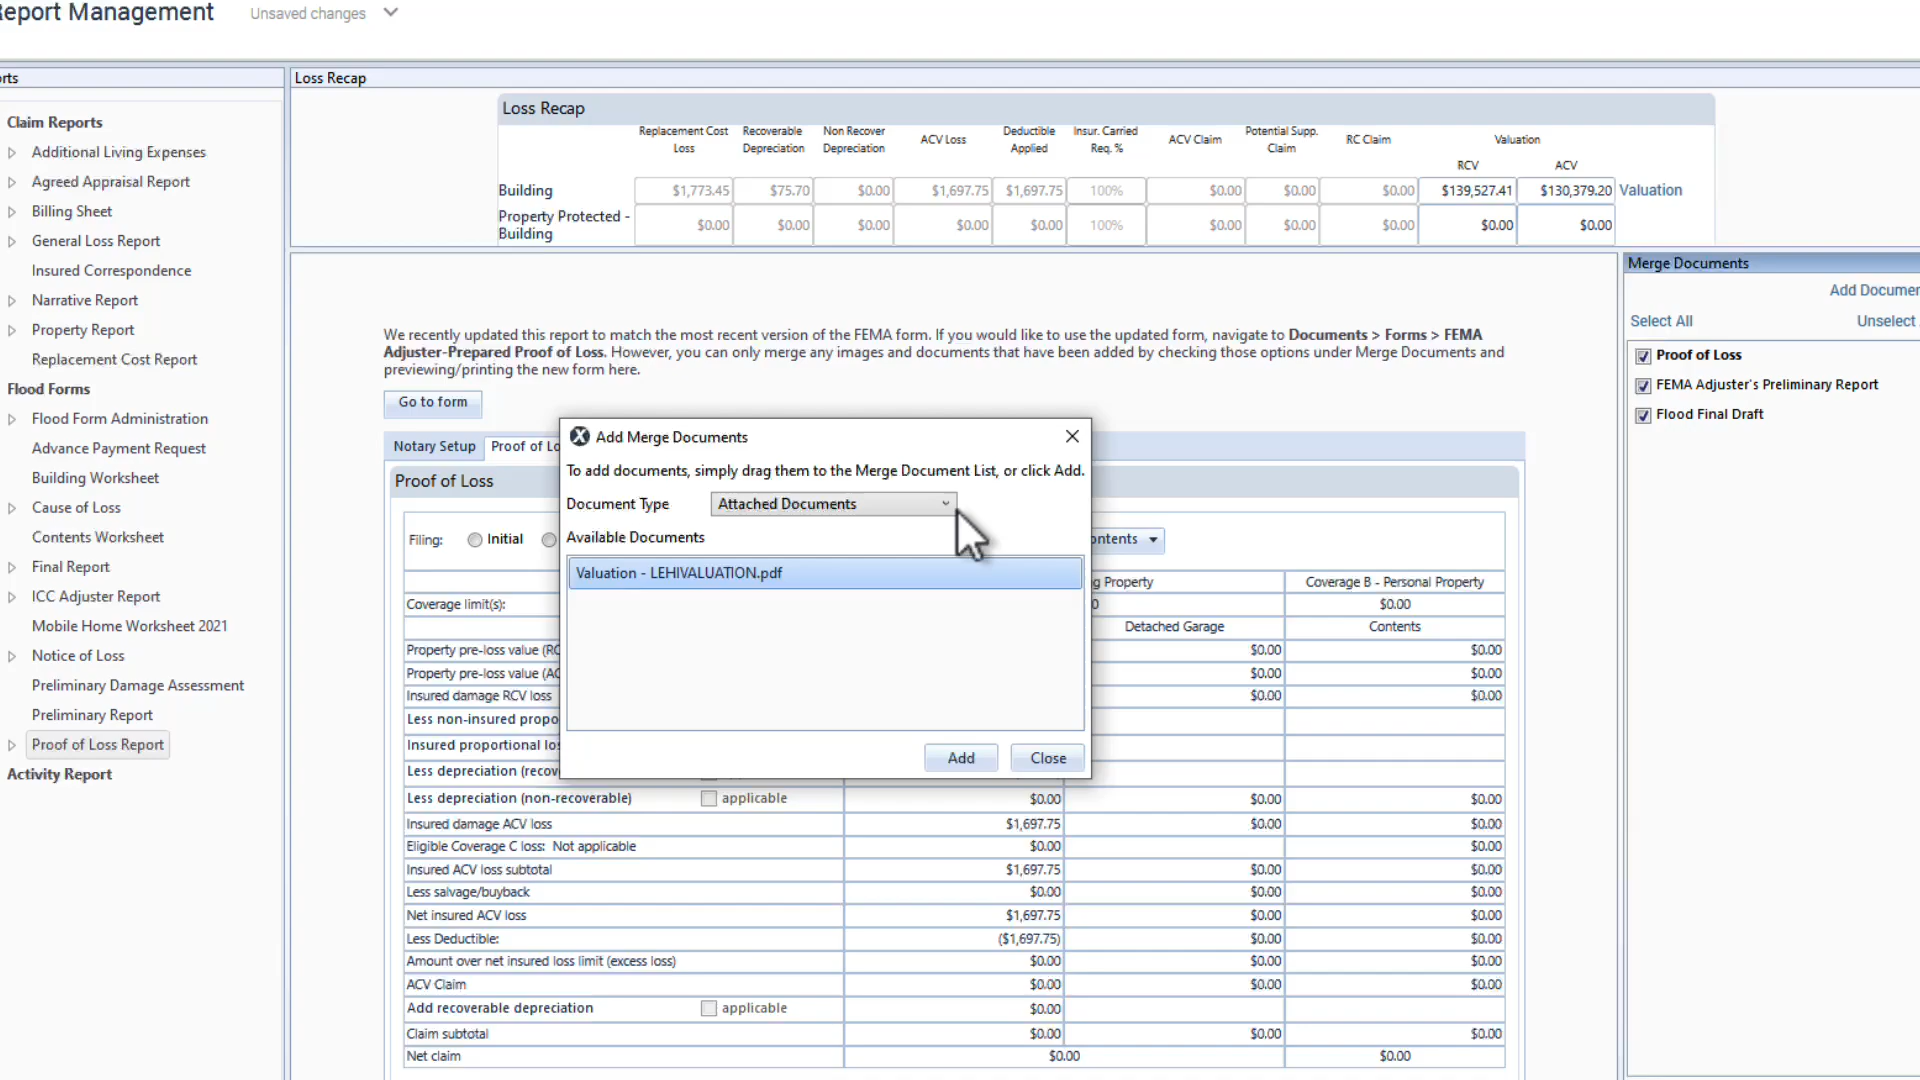 eport Management
Unsaved changes
orts
Loss Recap
Claim Reports
Additional Living Expenses
Agreed Appraisal Report
Billing Sheet
General Loss Report
Insured Correspondence
Narrative Report
Property Report
Replacement Cost Report
Flood Forms
Flood Form Administration
Advance Payment Request
Building Worksheet
Cause of Loss
Contents Worksheet
Final Report
ICC Adjuster Report
Mobile Home Worksheet 2021
Notice of Loss
Preliminary Damage Assessment
Preliminary Report
Proof of Loss Report
Activity Report
Loss Recap
Replacement Cost Loss Recoverable Depreciation Non Recover Depreciation ACV Loss Deductible Applied Insur. Carried Req. % ACV Claim Potential Supp. Claim RC Claim Valuation
RCV ACV
Building $1,773.45 $75.70 $0.00 $1,697.75 $1,697.75 100% $0.00 $0.00 $0.00 $139,527.41 $130,379.20 Valuation
Property Protected - Building $0.00 $0.00 $0.00 $0.00 $0.00 100% $0.00 $0.00 $0.00 $0.00 $0.00
We recently updated this report to match the most recent version of the FEMA form. If you would like to use the updated form, navigate to Documents > Forms > FEMA
Adjuster-Prepared Proof of Loss. However, you can only merge any images and documents that have been added by checking those options under Merge Documents and
previewing/printing the new form here.
Go to form
Notary Setup Proof of Lo
Proof of Loss
Filing: Initial ontents
g Property Coverage B - Personal Property
Coverage limit(s): 0 $0.00
Detached Garage Contents
Property pre-loss value (RC $0.00 $0.00
Property pre-loss value (AC $0.00 $0.00
Insured damage RCV loss $0.00 $0.00
Less non-insured propo
Insured proportional los
Less depreciation (recov
Less depreciation (non-recoverable) applicable $0.00 $0.00 $0.00
Insured damage ACV loss $1,697.75 $0.00 $0.00
Eligible Coverage C loss: Not applicable $0.00 $0.00
Insured ACV loss subtotal $1,697.75 $0.00 $0.00
Less salvage/buyback $0.00 $0.00 $0.00
Net insured ACV loss $1,697.75 $0.00 $0.00
Less Deductible: ($1,697.75) $0.00 $0.00
Amount over net insured loss limit (excess loss) $0.00 $0.00 $0.00
ACV Claim $0.00 $0.00 $0.00
Add recoverable depreciation applicable $0.00
Claim subtotal $0.00 $0.00 $0.00
Net claim $0.00 $0.00
Add Merge Documents
To add documents, simply drag them to the Merge Document List, or click Add.
Document Type Attached Documents
Available Documents
Valuation - LEHIVALUATION.pdf
Add Close
Merge Documents
Add Documen
Select All Unselect
Proof of Loss
FEMA Adjuster's Preliminary Report
Flood Final Draft